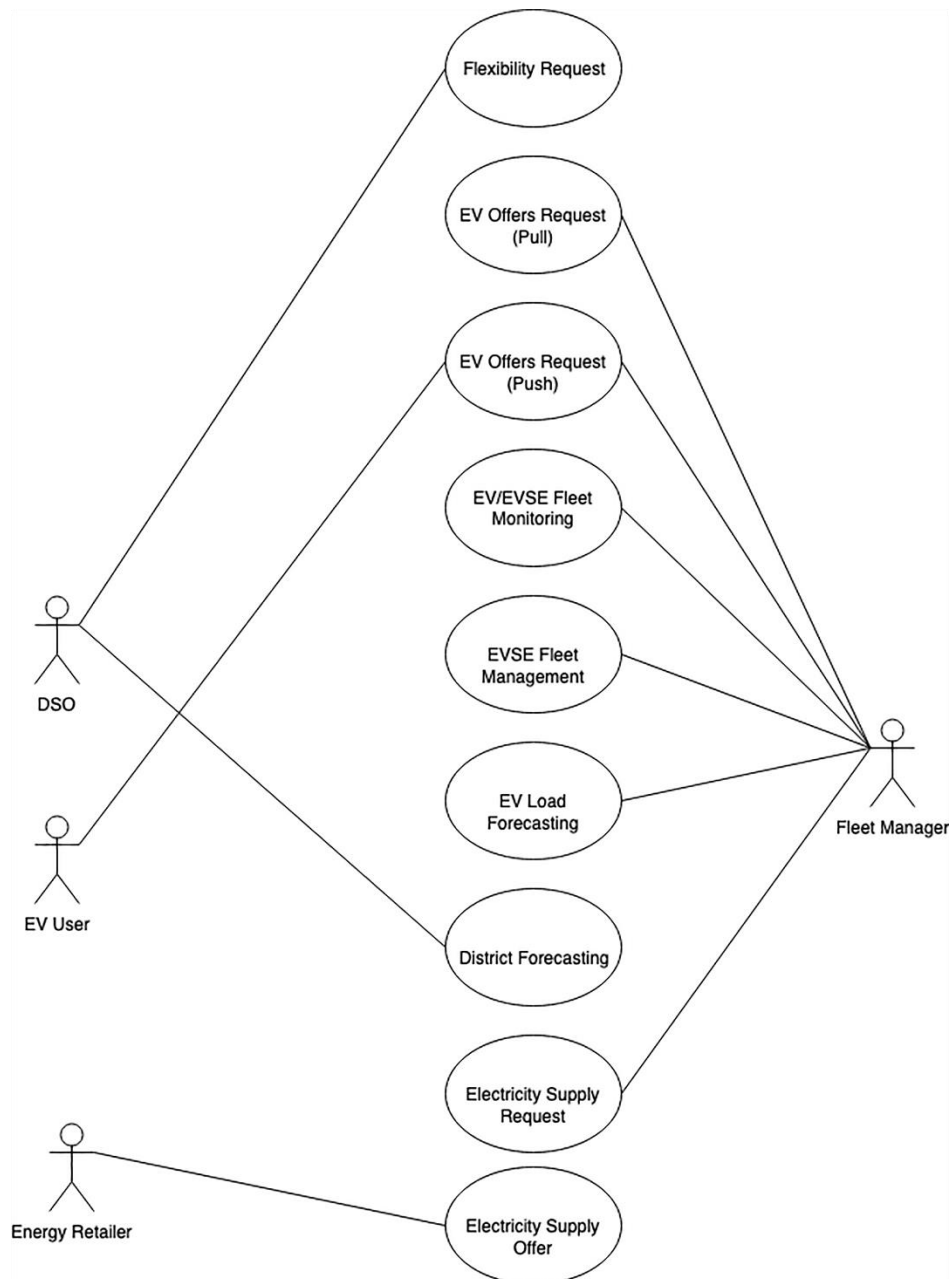 Flexibility Request
EV Offers Request
(Pull)
EV Offers Request
(Push)
EV/EVSE Fleet
Monitoring
EVSE Fleet
Management
DSO
EV Load
Forecasting
Fleet Manager
EV User
District Forecasting
Electricity Supply
Request
Energy Retailer
Electricity Supply
Offer